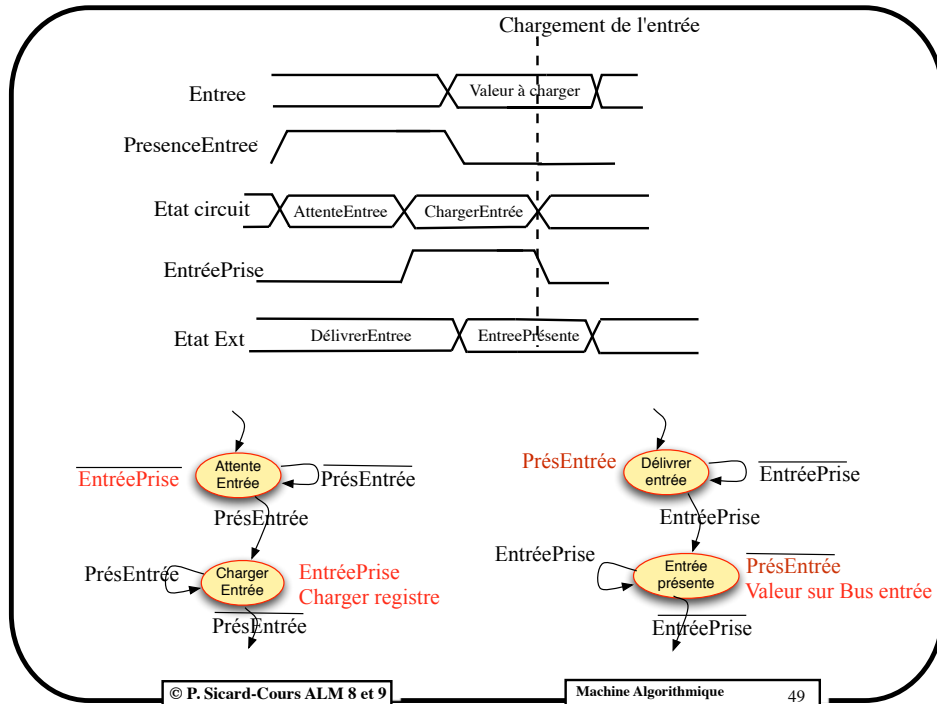 Chargement de l'entrée
Entree
Valeur à charger
PresenceEntree
Etat circuit
AttenteEntree
ChargerEntrée
EntréePrise
Etat Ext
DélivrerEntree
EntreePrésente
EntréePrise
Attente
Entrée
PrésEntrée
PrésEntrée
PrésEntrée
Charger
Entrée
EntréePrise
Charger registre
PrésEntrée
PrésEntrée
Délivrer
entrée
EntréePrise
EntréePrise
EntréePrise
Entrée
présente
PrésEntrée
Valeur sur Bus entrée
EntréePrise
© P. Sicard-Cours ALM 8 et 9
Machine Algorithmique
49